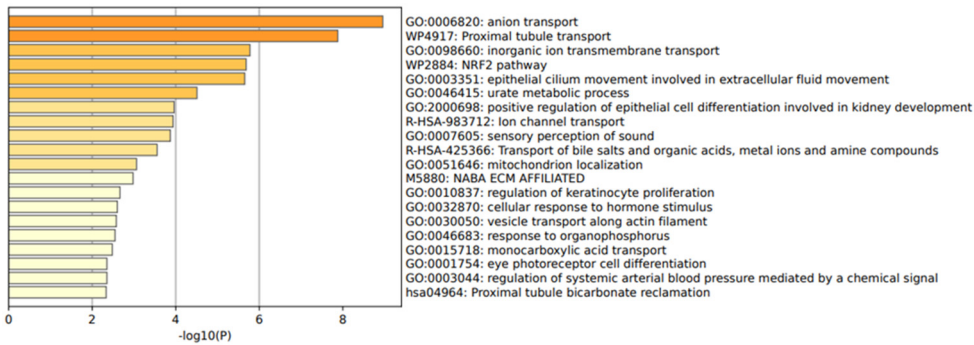 GO:0006820: anion transport
WP4917: Proximal tubule transport
GO:0098660: inorganic ion transmembrane transport
WP2884: NRF2 pathway
GO:0003351: epithelial cilium movement involved in extracellular fluid movement
GO:0046415: urate metabolic process
GO:2000698: positive regulation of epithelial cell differentiation involved in kidney development
R-HSA-983712: Ion channel transport
GO:0007605: sensory perception of sound
R-HSA-425366: Transport of bile salts and organic acids, metal ions and amine compounds
GO:0051646: mitochondrion localization
M5880: NABA ECM AFFILIATED
GO:0010837: regulation of keratinocyte proliferation
GO:0032870: cellular response to hormone stimulus
GO:0030050: vesicle transport along actin filament
GO:0046683: response to organophosphorus
GO:0015718: monocarboxylic acid transport
GO:0001754: eye photoreceptor cell differentiation
GO:0003044: regulation of systemic arterial blood pressure mediated by a chemical signal
hsa04964: Proximal tubule bicarbonate reclamation
0 2 4 6 8
-log10(P)